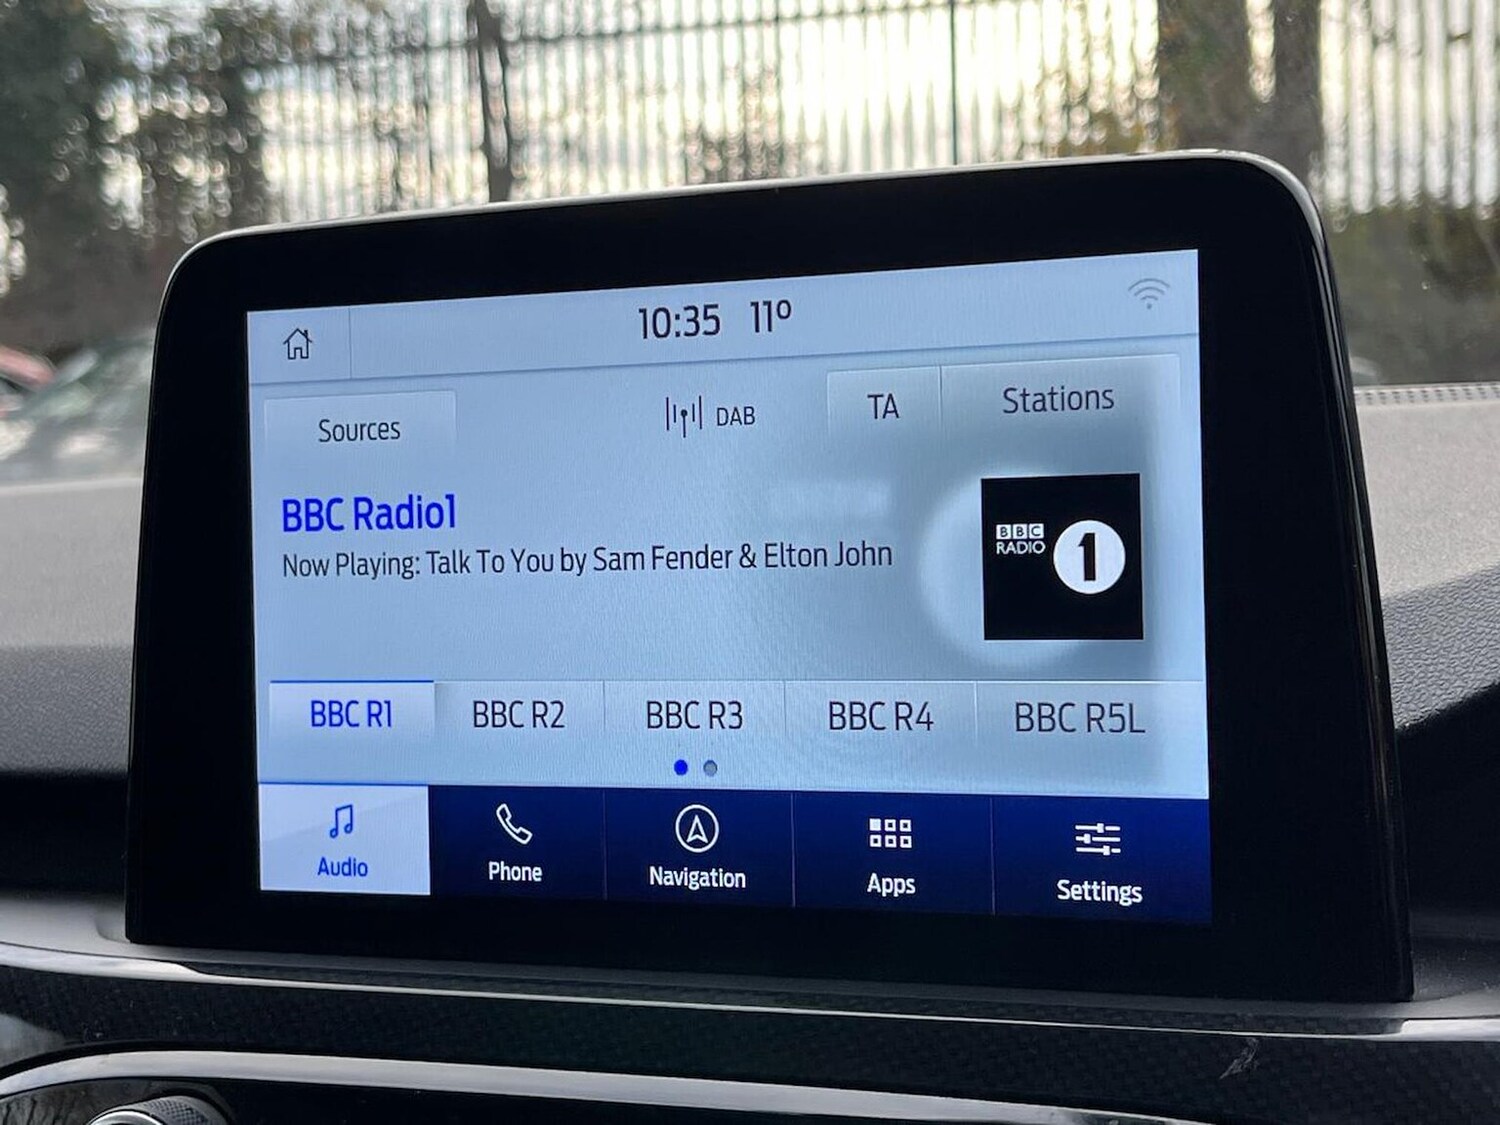 10:35 11º
Sources
DAB
TA
Stations
BBC Radio1
Now Playing: Talk To You by Sam Fender & Elton John
BBC
RADIO
1
BBC R1
BBC R2
BBC R3
BBC R4
BBC R5L
Audio
Phone
Navigation
Apps
Settings